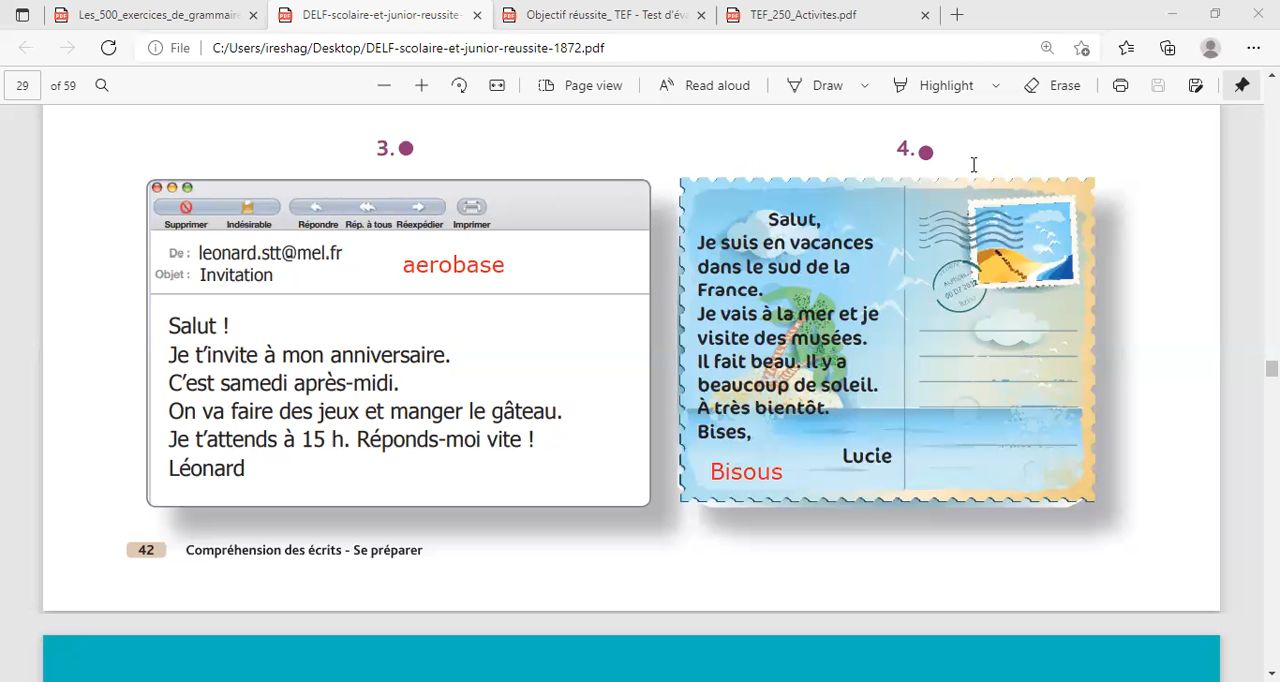 Les_500_exercices_de_grammaire
DELF-scolaire-et-junior-reussite-
Objectif réussite_ TEF - Test d'éva
TEF_250_Activites.pdf
File
C:/Users/ireshag/Desktop/DELF-scolaire-et-junior-reussite-1872.pdf
29
of 59
Page view
Read aloud
Draw
Highlight
Erase
3.
4.
Supprimer
Indésirable
Répondre
Rép. à tous
Réexpédier
Imprimer
De : leonard.stt@mel.fr
Objet : Invitation
aerobase
Salut !
Je t'invite à mon anniversaire.
C'est samedi après-midi.
On va faire des jeux et manger le gâteau.
Je t'attends à 15 h. Réponds-moi vite !
Léonard
Salut,
Je suis en vacances
dans le sud de la
France.
Je vais à la mer et je
visite des musées.
Il fait beau. Il y a
beaucoup de soleil.
À très bientôt.
Bises,
Lucie
Bisous
42
Compréhension des écrits - Se préparer